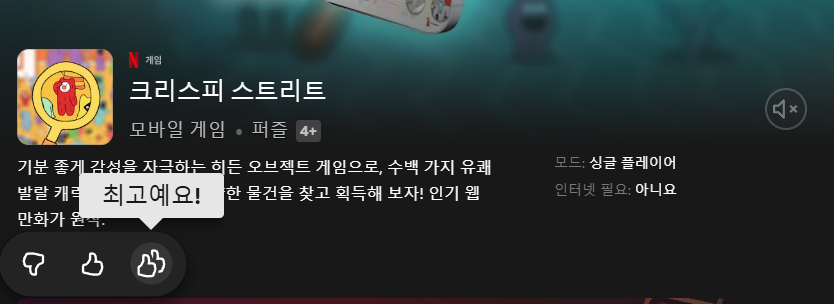 N 게임
크리스피 스트리트
모바일 게임 • 퍼즐 4+
기분 좋게 감성을 자극하는 히든 오브젝트 게임으로, 수백 가지 유쾌
발랄 물건을 찾고 획득해 보자! 인기 웹
만화가 원작.
최고예요!
모드: 싱글 플레이어
인터넷 필요: 아니요